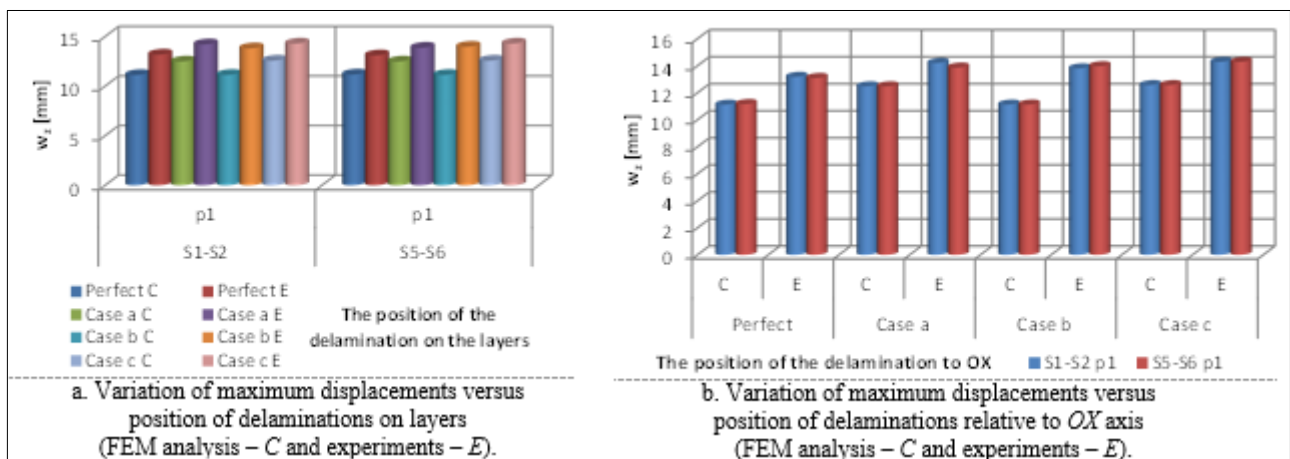 15
10
5
0
w_z [mm]
p1
p1
S1-S2
S5-S6
Perfect C
Perfect E
Case a C
Case a E
Case b C
Case b E
Case c C
Case c E
The position of the
delamination on the layers
a. Variation of maximum displacements versus
position of delaminations on layers
(FEM analysis – C and experiments – E).
16
14
12
10
8
6
4
2
0
w_z [mm]
C E C E C E C E
Perfect Case a Case b Case c
The position of the delamination to OX
S1-S2 p1
S5-S6 p1
b. Variation of maximum displacements versus
position of delaminations relative to OX axis
(FEM analysis – C and experiments – E).